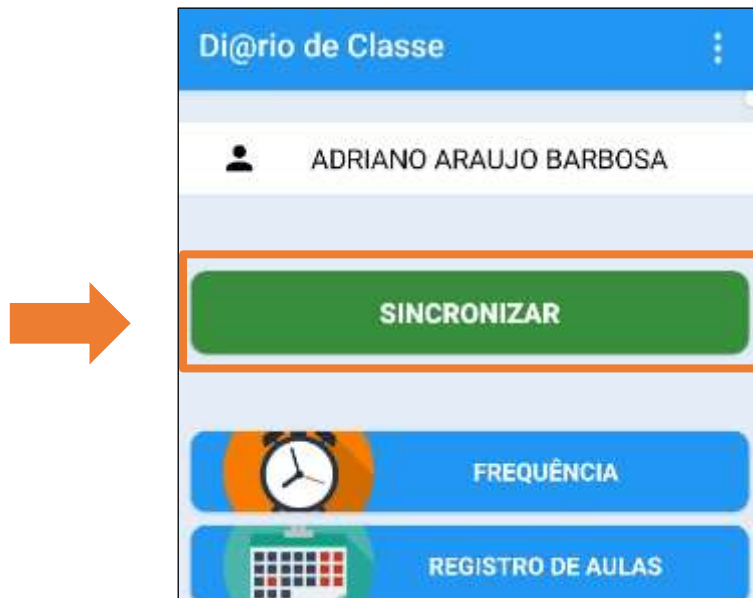 Di@rio de Classe
ADRIANO ARAUJO BARBOSA
SINCRONIZAR
FREQUÊNCIA
REGISTRO DE AULAS